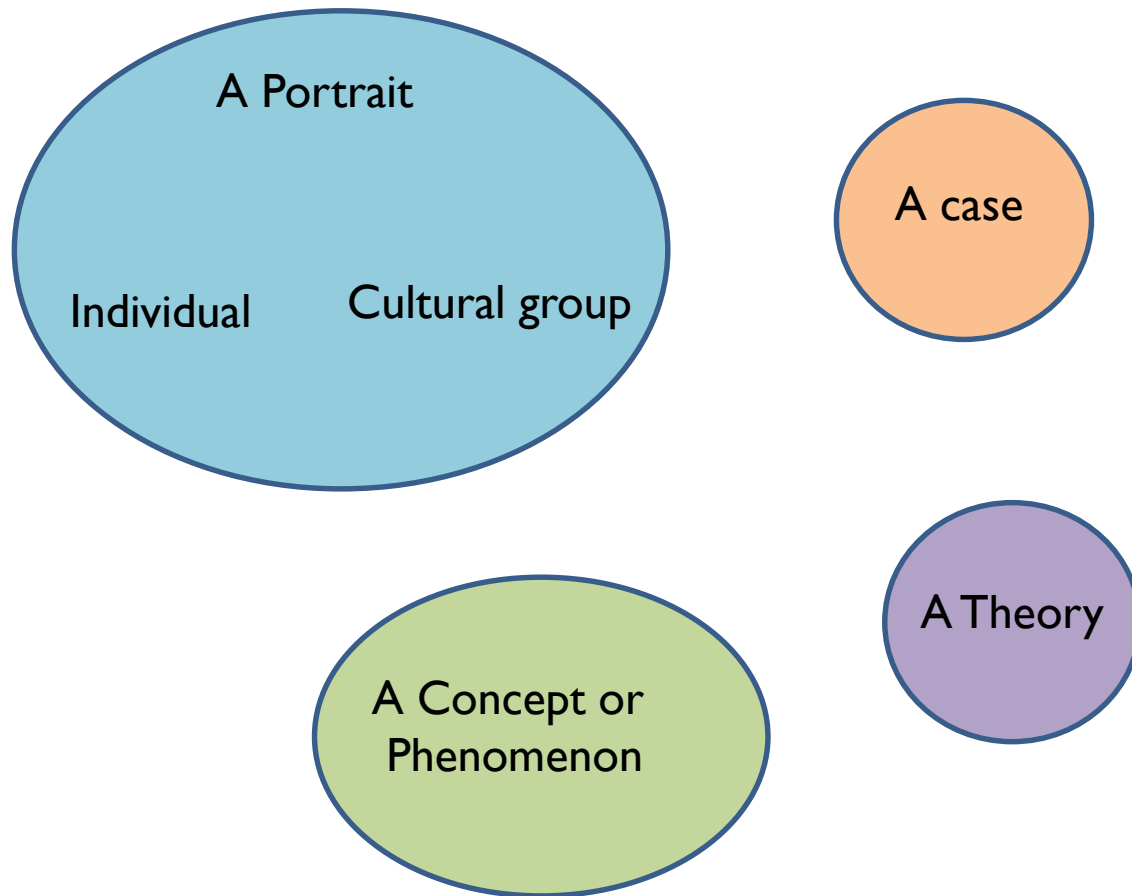 A Portrait
Individual
Cultural group
A case
A Theory
A Concept or
Phenomenon